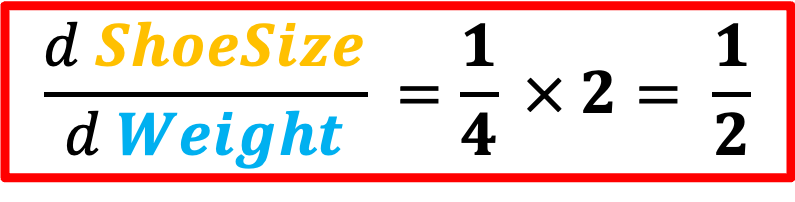 d ShoeSize / d Weight = 1/4 × 2 = 1/2